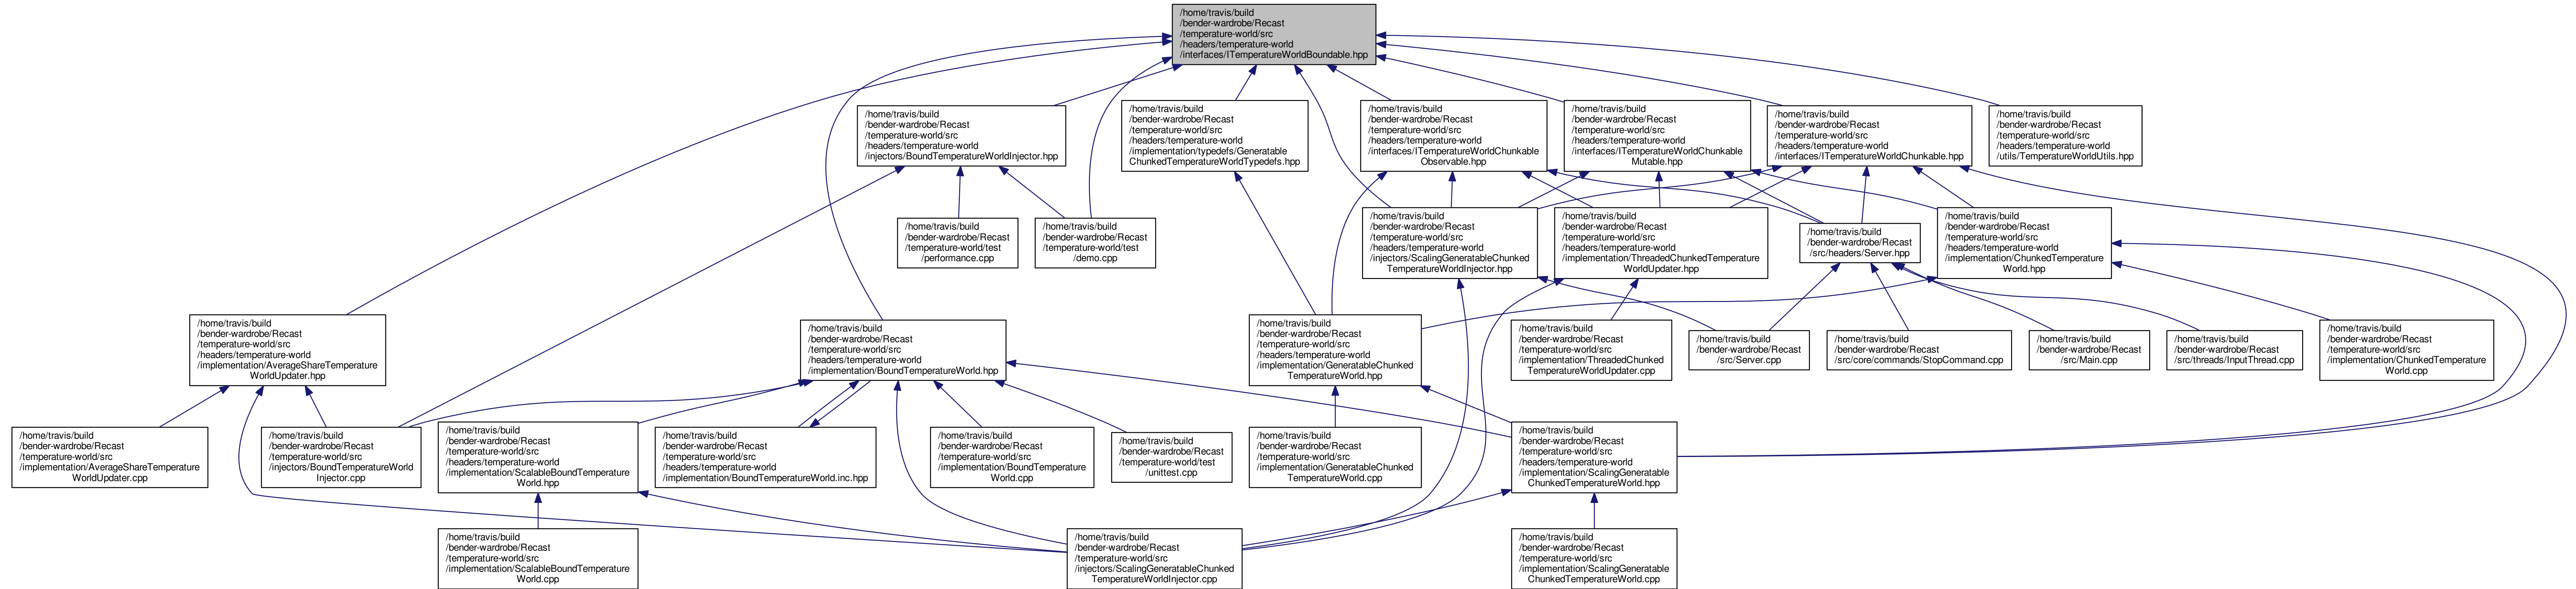 /home/travis/build
/bender-wardrobe/Recast
/temperature-world/src
/headers/temperature-world
/interfaces/ITemperatureWorldBoundable.hpp
/home/travis/build
/bender-wardrobe/Recast
/temperature-world/src
/headers/temperature-world
/injectors/BoundTemperatureWorldInjector.hpp
/home/travis/build
/bender-wardrobe/Recast
/temperature-world/src
/headers/temperature-world
/implementation/typedefs/Generatable
ChunkedTemperatureWorldTypedefs.hpp
/home/travis/build
/bender-wardrobe/Recast
/temperature-world/src
/headers/temperature-world
/interfaces/ITemperatureWorldChunkable
Observable.hpp
/home/travis/build
/bender-wardrobe/Recast
/temperature-world/src
/headers/temperature-world
/interfaces/ITemperatureWorldChunkable
Mutable.hpp
/home/travis/build
/bender-wardrobe/Recast
/temperature-world/src
/headers/temperature-world
/interfaces/ITemperatureWorldChunkable.hpp
/home/travis/build
/bender-wardrobe/Recast
/temperature-world/src
/headers/temperature-world
/utils/TemperatureWorldUtils.hpp
/home/travis/build
/bender-wardrobe/Recast
/temperature-world/test
/performance.cpp
/home/travis/build
/bender-wardrobe/Recast
/temperature-world/test
/demo.cpp
/home/travis/build
/bender-wardrobe/Recast
/temperature-world/src
/headers/temperature-world
/injectors/ScalingGeneratableChunked
TemperatureWorldInjector.hpp
/home/travis/build
/bender-wardrobe/Recast
/temperature-world/src
/headers/temperature-world
/implementation/ThreadedChunkedTemperature
WorldUpdater.hpp
/home/travis/build
/bender-wardrobe/Recast
/src/headers/Server.hpp
/home/travis/build
/bender-wardrobe/Recast
/temperature-world/src
/headers/temperature-world
/implementation/ChunkedTemperature
World.hpp
/home/travis/build
/bender-wardrobe/Recast
/temperature-world/src
/headers/temperature-world
/implementation/AverageShareTemperature
WorldUpdater.hpp
/home/travis/build
/bender-wardrobe/Recast
/temperature-world/src
/headers/temperature-world
/implementation/BoundTemperatureWorld.hpp
/home/travis/build
/bender-wardrobe/Recast
/temperature-world/src
/headers/temperature-world
/implementation/GeneratableChunked
TemperatureWorld.hpp
/home/travis/build
/bender-wardrobe/Recast
/temperature-world/src
/implementation/ThreadedChunked
TemperatureWorldUpdater.cpp
/home/travis/build
/bender-wardrobe/Recast
/src/Server.cpp
/home/travis/build
/bender-wardrobe/Recast
/src/core/commands/StopCommand.cpp
/home/travis/build
/bender-wardrobe/Recast
/src/Main.cpp
/home/travis/build
/bender-wardrobe/Recast
/src/threads/InputThread.cpp
/home/travis/build
/bender-wardrobe/Recast
/temperature-world/src
/implementation/ChunkedTemperature
World.cpp
/home/travis/build
/bender-wardrobe/Recast
/temperature-world/src
/implementation/AverageShareTemperature
WorldUpdater.cpp
/home/travis/build
/bender-wardrobe/Recast
/temperature-world/src
/injectors/BoundTemperatureWorld
Injector.cpp
/home/travis/build
/bender-wardrobe/Recast
/temperature-world/src
/headers/temperature-world
/implementation/ScalableBoundTemperature
World.hpp
/home/travis/build
/bender-wardrobe/Recast
/temperature-world/src
/headers/temperature-world
/implementation/BoundTemperatureWorld.inc.hpp
/home/travis/build
/bender-wardrobe/Recast
/temperature-world/src
/implementation/BoundTemperature
World.cpp
/home/travis/build
/bender-wardrobe/Recast
/temperature-world/test
/unittest.cpp
/home/travis/build
/bender-wardrobe/Recast
/temperature-world/src
/implementation/GeneratableChunked
TemperatureWorld.cpp
/home/travis/build
/bender-wardrobe/Recast
/temperature-world/src
/headers/temperature-world
/implementation/ScalingGeneratable
ChunkedTemperatureWorld.hpp
/home/travis/build
/bender-wardrobe/Recast
/temperature-world/src
/implementation/ScalableBoundTemperature
World.cpp
/home/travis/build
/bender-wardrobe/Recast
/temperature-world/src
/injectors/ScalingGeneratableChunked
TemperatureWorldInjector.cpp
/home/travis/build
/bender-wardrobe/Recast
/temperature-world/src
/implementation/ScalingGeneratable
ChunkedTemperatureWorld.cpp